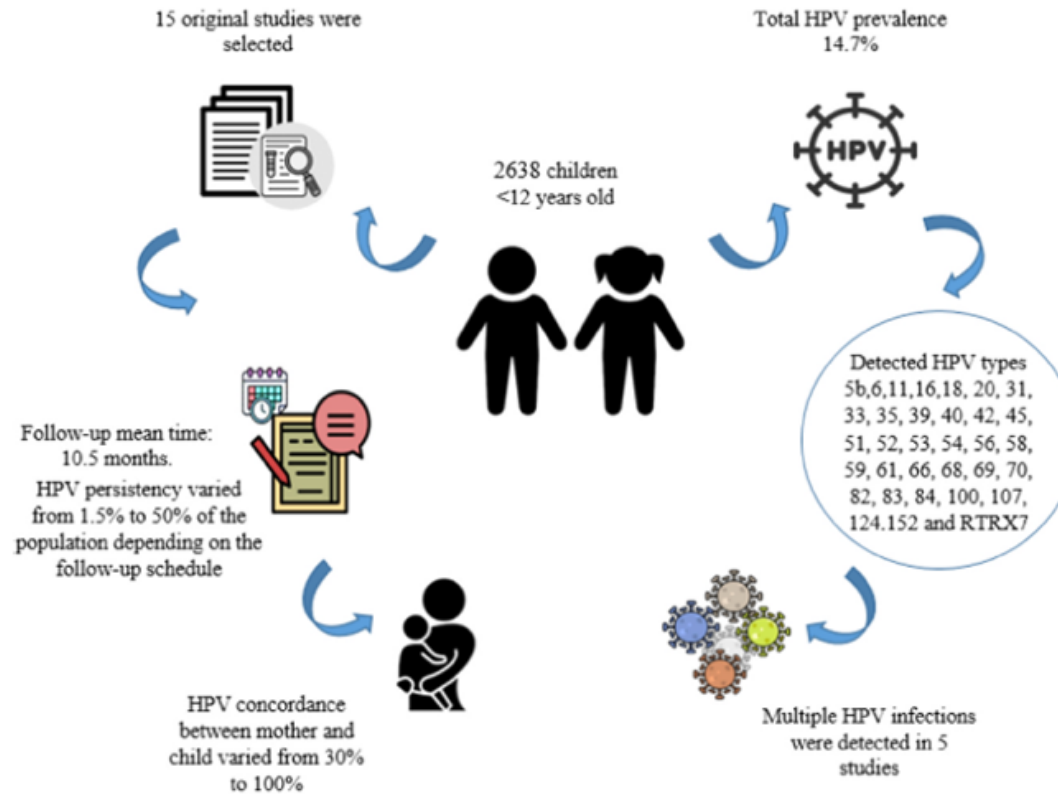 15 original studies were
selected
Total HPV prevalence
14.7%
HPV
2638 children
<12 years old
Detected HPV types
5b,6,11,16,18, 20, 31,
33, 35, 39, 40, 42, 45,
51, 52, 53, 54, 56, 58,
59, 61, 66, 68, 69, 70,
82, 83, 84, 100, 107,
124.152 and RTRX7
Follow-up mean time:
10.5 months.
HPV persistency varied
from 1.5% to 50% of the
population depending on the
follow-up schedule
HPV concordance
between mother and
child varied from 30%
to 100%
Multiple HPV infections
were detected in 5
studies